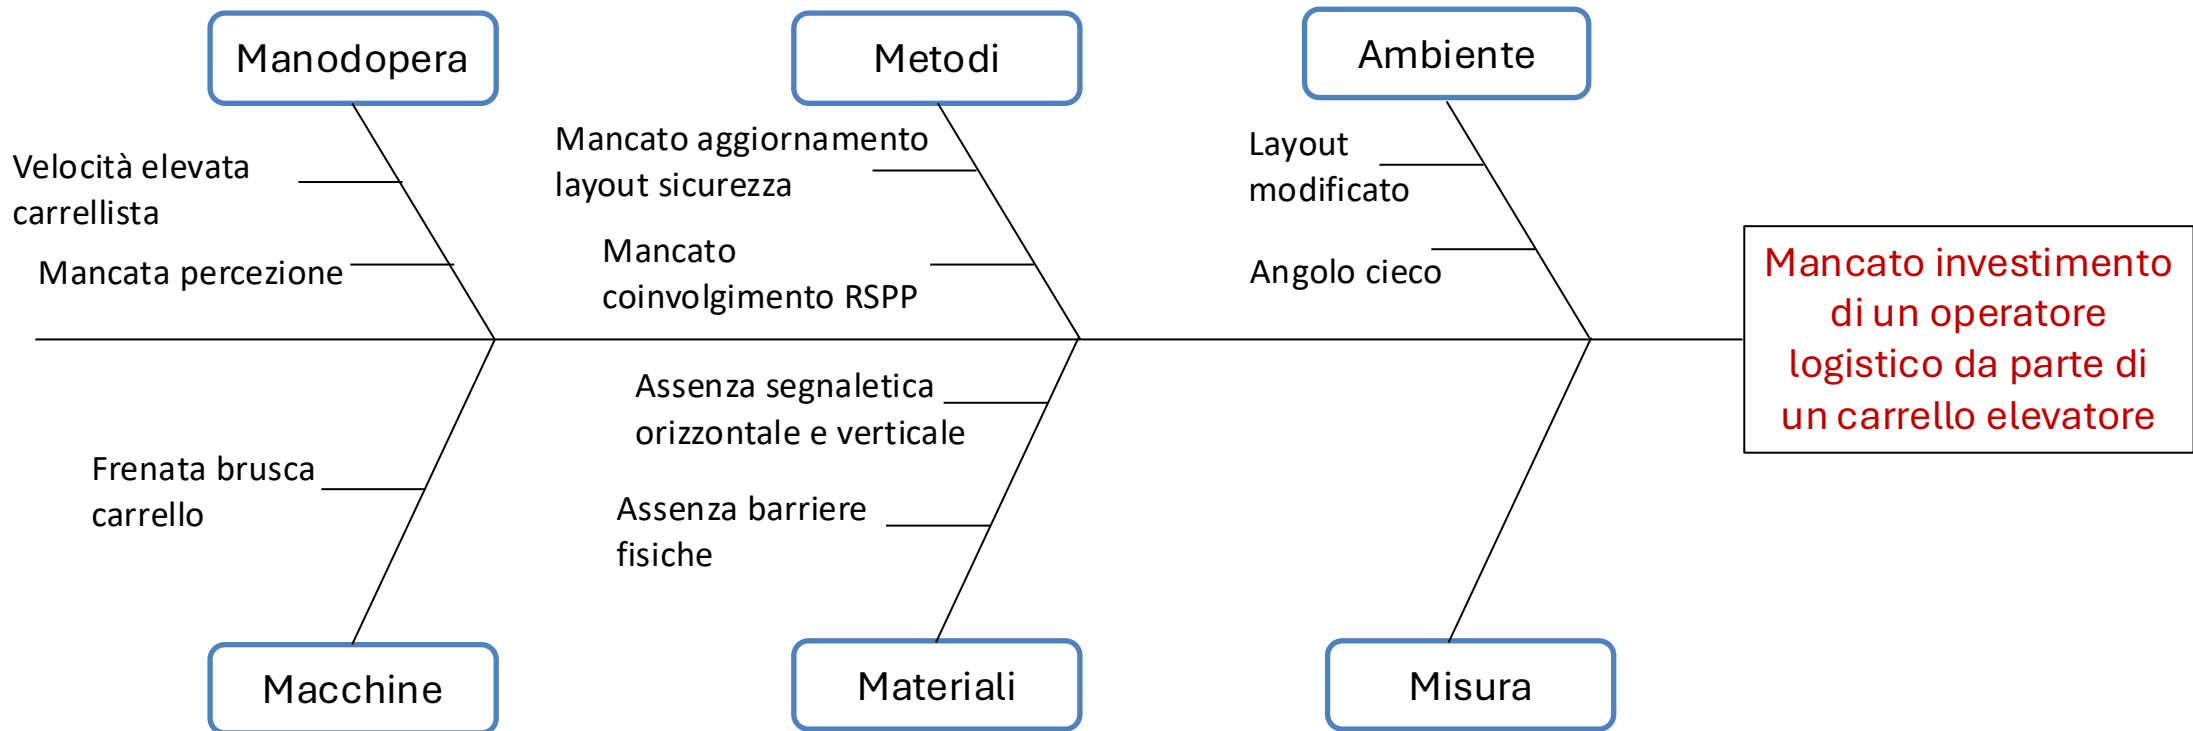 Manodopera
Metodi
Ambiente
Velocità elevata
carrellista
Mancata percezione
Mancato aggiornamento
layout sicurezza
Mancato
coinvolgimento RSPP
Layout
modificato
Angolo cieco
Mancato investimento
di un operatore
logistico da parte di
un carrello elevatore
Frenata brusca
carrello
Assenza segnaletica
orizzontale e verticale
Assenza barriere
fisiche
Macchine
Materiali
Misura